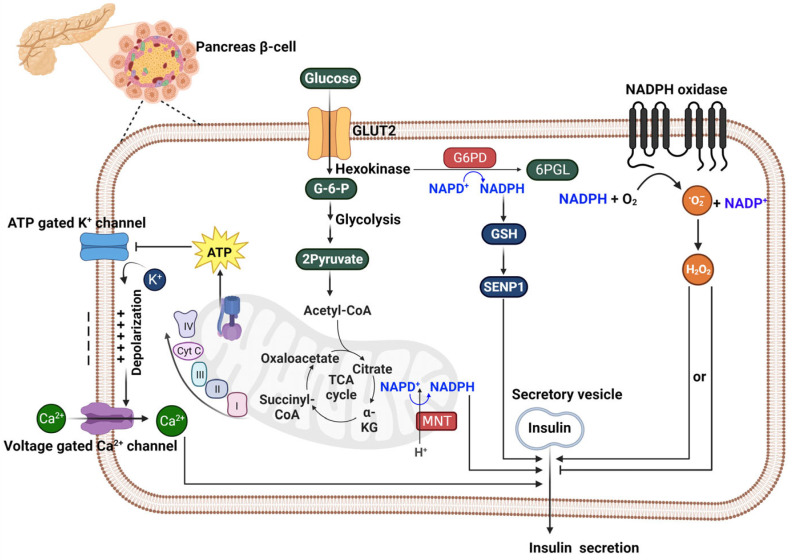 Pancreas β-cell
Glucose
GLUT2
Hexokinase
G-6-P
Glycolysis
2Pyruvate
Acetyl-CoA
Oxaloacetate
Citrate
TCA
cycle
Succinyl-
CoA
α-
KG
G6PD
6PGL
NAPD⁺
NADPH
GSH
SENP1
NADPH oxidase
NADPH + O₂
·O₂⁻ + NADP⁺
H₂O₂
or
ATP gated K⁺ channel
ATP
K⁺
+ + + + +
Depolarization
IV
Cyt C
III
II
I
NAPD⁺
NADPH
MNT
H⁺
Ca²⁺
Ca²⁺
Voltage gated Ca²⁺ channel
Secretory vesicle
Insulin
Insulin secretion